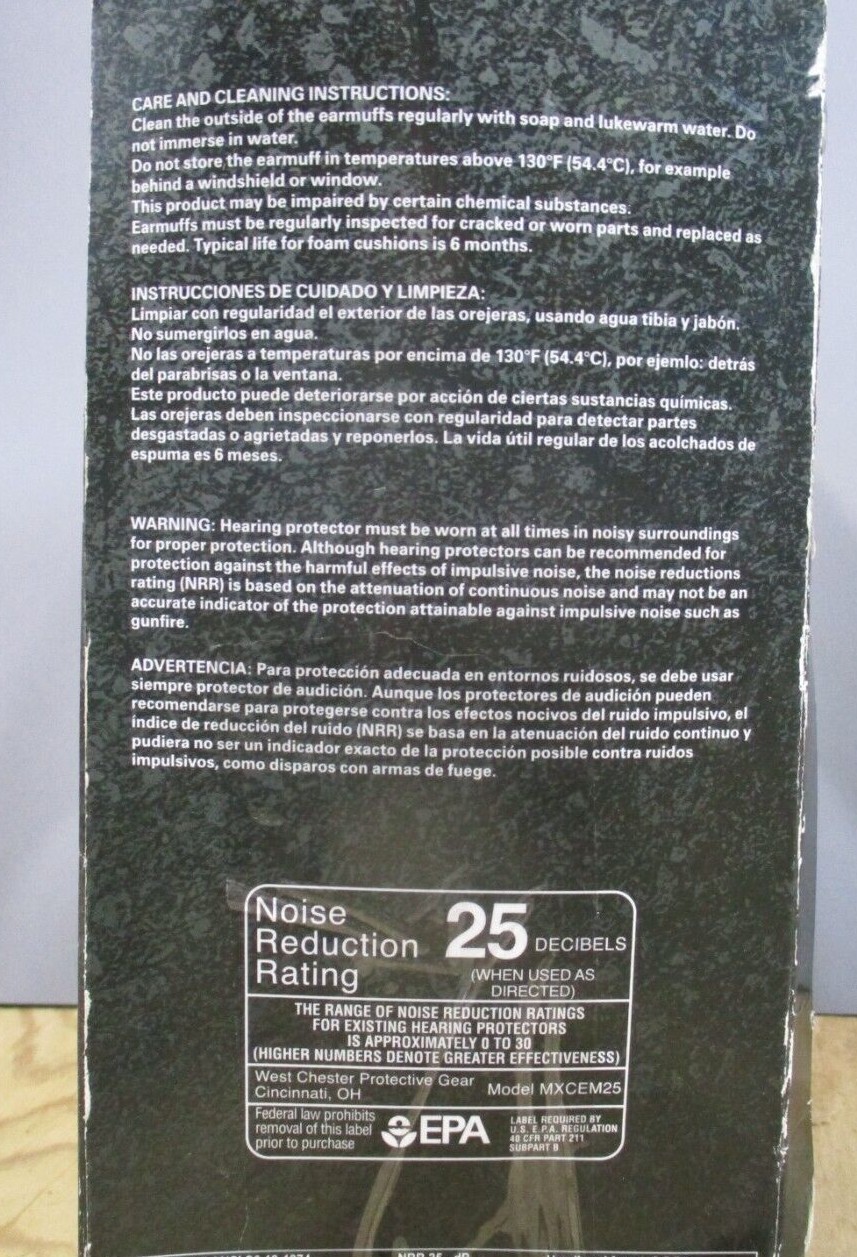 CARE AND CLEANING INSTRUCTIONS:
Clean the outside of the earmuffs regularly with soap and lukewarm water. Do
not immerse in water.
Do not store the earmuff in temperatures above 130°F (54.4°C), for example
behind a windshield or window.
This product may be impaired by certain chemical substances.
Earmuffs must be regularly inspected for cracked or worn parts and replaced as
needed. Typical life for foam cushions is 6 months.
INSTRUCCIONES DE CUIDADO Y LIMPIEZA:
Limpiar con regularidad el exterior de las orejeras, usando agua tibia y jabón.
No sumergirlos en agua.
No las orejeras a temperaturas por encima de 130°F (54.4°C), por ejemlo: detrás
del parabrisas o la ventana.
Este producto puede deteriorarse por acción de ciertas sustancias químicas.
Las orejeras deben inspeccionarse con regularidad para detectar partes
desgastadas o agrietadas y reponerlos. La vida útil regular de los acolchados de
espuma es 6 meses.
WARNING: Hearing protector must be worn at all times in noisy surroundings
for proper protection. Although hearing protectors can be recommended for
protection against the harmful effects of impulsive noise, the noise reductions
rating (NRR) is based on the attenuation of continuous noise and may not be an
accurate indicator of the protection attainable against impulsive noise such as
gunfire.
ADVERTENCIA: Para protección adecuada en entornos ruidosos, se debe usar
siempre protector de audición. Aunque los protectores de audición pueden
recomendarse para protegerse contra los efectos nocivos del ruido impulsivo, el
índice de reducción del ruido (NRR) se basa en la atenuación del ruido continuo y
pudiera no ser un indicador exacto de la protección posible contra ruidos
impulsivos, como disparos con armas de fuege.
Noise
Reduction
Rating
25 DECIBELS
(WHEN USED AS
DIRECTED)
THE RANGE OF NOISE REDUCTION RATINGS
FOR EXISTING HEARING PROTECTORS
IS APPROXIMATELY 0 TO 30
(HIGHER NUMBERS DENOTE GREATER EFFECTIVENESS)
West Chester Protective Gear
Cincinnati, OH
Model MXCEM25
Federal law prohibits
removal of this label
prior to purchase
EPA
LABEL REQUIRED BY
U.S. E.P.A. REGULATION
40 CFR PART 211
SUBPART B